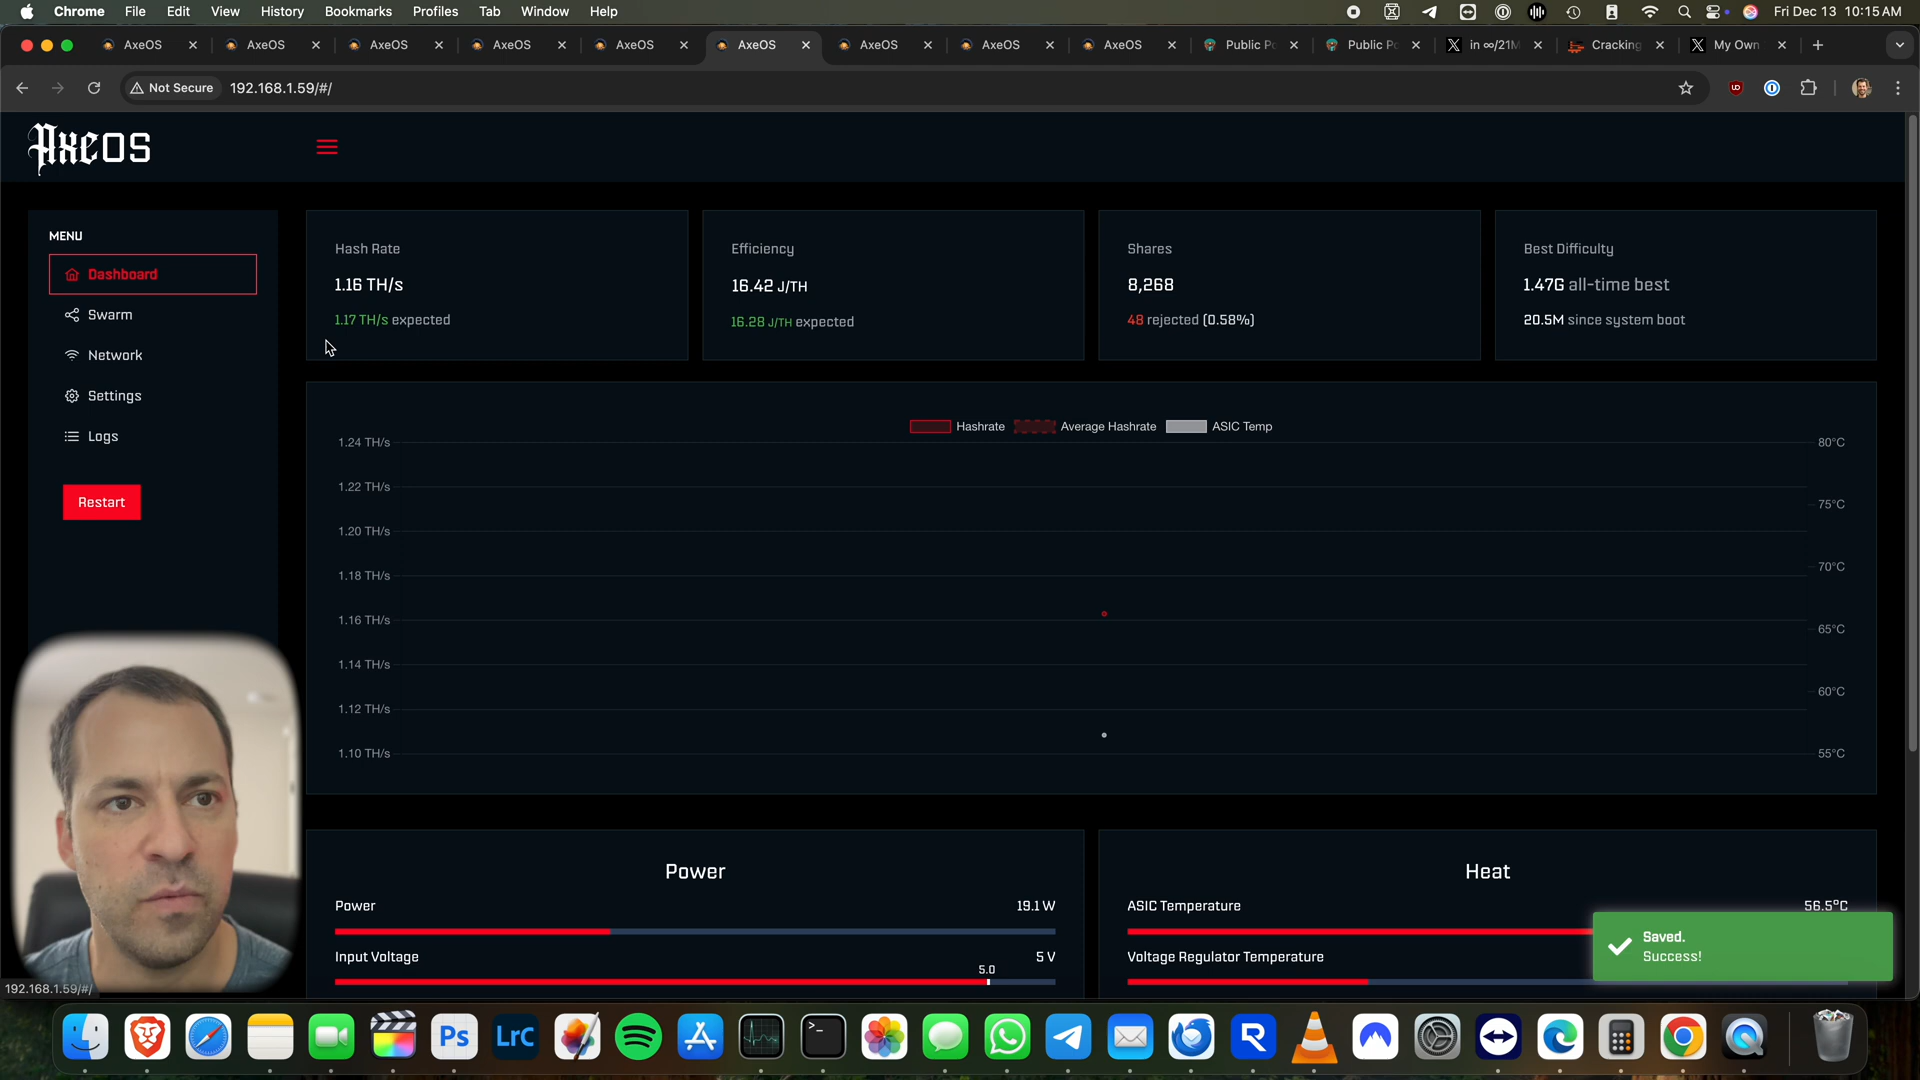 Chrome File Edit View History Bookmarks Profiles Tab Window Help Fri Dec 13 10:15 AM
AxeOS AxeOS AxeOS AxeOS AxeOS AxeOS AxeOS AxeOS AxeOS Public Po Public Po in ∞/21M Cracking My Own
Not Secure 192.168.1.59/#/
AxeOS
MENU
Dashboard
Swarm
Network
Settings
Logs
Restart
Hash Rate
1.16 TH/s
1.17 TH/s expected
Efficiency
16.42 J/TH
16.28 J/TH expected
Shares
8,268
48 rejected (0.58%)
Best Difficulty
1.47G all-time best
20.5M since system boot
Hashrate Average Hashrate ASIC Temp
1.24 TH/s
1.22 TH/s
1.20 TH/s
1.18 TH/s
1.16 TH/s
1.14 TH/s
1.12 TH/s
1.10 TH/s
80°C
75°C
70°C
65°C
60°C
55°C
Power
Power 19.1 W
Input Voltage 5 V
5.0
Heat
ASIC Temperature 56.5°C
Voltage Regulator Temperature
Saved.
Success!
192.168.1.59/#/
Ps LrC